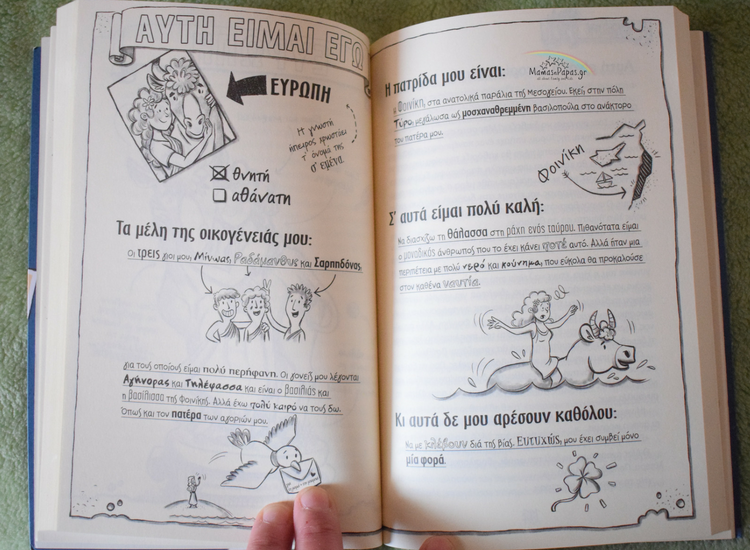 ΑΥΤΗ ΕΙΜΑΙ ΕΓΩ
ΕΥΡΩΠΗ
Η γνωστή
ήπειρος χρωστάει
τ' όνομά της
σ' εμένα.
θνητή
αθάνατη
Τα μέλη της οικογένειάς μου:
Οι τρεις γιοι μου, Μίνωας, Ραδάμανθυς και Σαρπηδόνας,
για τους οποίους είμαι πολύ περήφανη. Οι γονείς μου λέγονται
Αγήνορας και Τηλέφασσα και είναι ο βασιλιάς και
η βασίλισσα της Φοινίκης. Αλλά έχω πολύ καιρό να τους δω.
Όπως και τον πατέρα των αγοριών μου.
Η πατρίδα μου είναι:
MamasnPapas.gr
η Φοινίκη, στα ανατολικά παράλια της Μεσογείου. Εκεί στην πόλη
Τύρο, μεγάλωσα ως μοσχαναθρεμμένη βασιλοπούλα στο ανάκτορο
του πατέρα μου.
Φοινίκη
Σ' αυτά είμαι πολύ καλή:
Να διασχίζω τη θάλασσα στη ράχη ενός ταύρου. Πιθανότατα είμαι
ο μοναδικός άνθρωπος που το έχει κάνει ποτέ αυτό. Αλλά ήταν μια
περιπέτεια με πολύ νερό και κούνημα, που εύκολα θα προκαλούσε
στον καθένα ναυτία.
Κι αυτά δε μου αρέσουν καθόλου:
Να με κλέβουν διά της βίας. Ευτυχώς, μου έχει συμβεί μόνο
μία φορά.